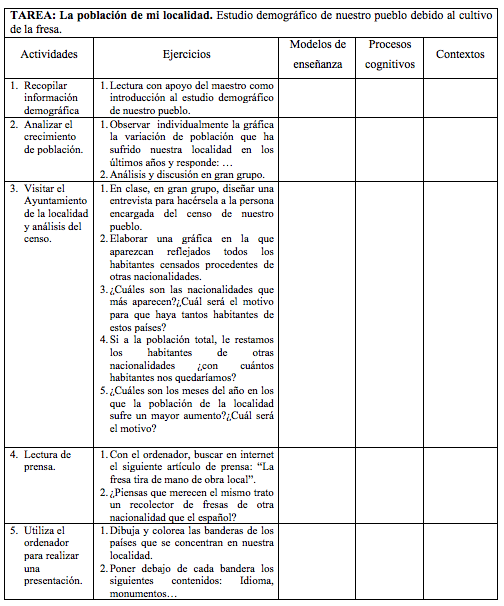 TAREA: La población de mi localidad. Estudio demográfico de nuestro pueblo debido al cultivo
de la fresa.
Actividades
Ejercicios
Modelos de
enseñanza
Procesos
cognitivos
Contextos
1. Recopilar
información
demográfica
1. Lectura con apoyo del maestro como
introducción al estudio demográfico
de nuestro pueblo.
2. Analizar el
crecimiento
de población.
1. Observar individualmente la gráfica
la variación de población que ha
sufrido nuestra localidad en los
últimos años y responde: …
2. Análisis y discusión en gran grupo.
3. Visitar el
Ayuntamiento
de la localidad
y análisis del
censo.
1. En clase, en gran grupo, diseñar una
entrevista para hacérsela a la persona
encargada del censo de nuestro
pueblo.
2. Elaborar una gráfica en la que
aparezcan reflejados todos los
habitantes censados procedentes de
otras nacionalidades.
3. ¿Cuáles son las nacionalidades que
más aparecen?¿Cuál será el motivo
para que haya tantos habitantes de
estos países?
4. Si a la población total, le restamos
los habitantes de otras
nacionalidades ¿con cuántos
habitantes nos quedaríamos?
5. ¿Cuáles son los meses del año en los
que la población de la localidad
sufre un mayor aumento?¿Cuál será
el motivo?
4. Lectura de
prensa.
1. Con el ordenador, buscar en internet
el siguiente artículo de prensa: “La
fresa tira de mano de obra local”.
2. ¿Piensas que merecen el mismo trato
un recolector de fresas de otra
nacionalidad que el español?
5. Utiliza el
ordenador
para realizar
una
presentación.
1. Dibuja y colorea las banderas de los
países que se concentran en nuestra
localidad.
2. Poner debajo de cada bandera los
siguientes contenidos: Idioma,
monumentos…